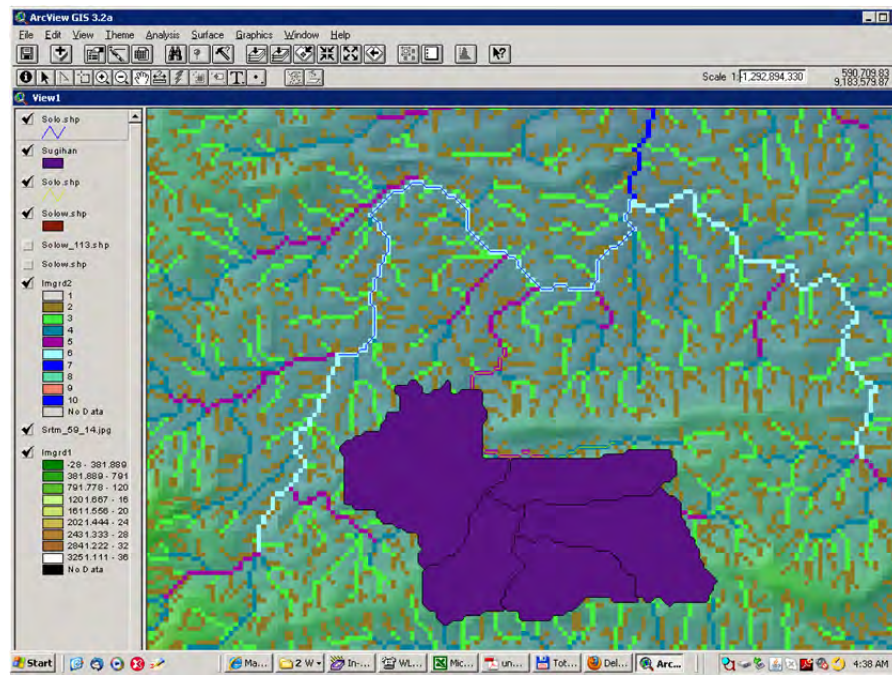 ArcView GIS 3.2a
File Edit View Theme Analysis Surface Graphics Window Help
Scale 1:
590,709.83
9,183,579.87
View1
Solo.shp
Sugihan
Solo.shp
Solow.shp
Solow_113.shp
Solow.shp
Imgrd2
1
2
3
4
5
6
7
8
9
10
No Data
Srtm_59_14.jpg
Imgrd1
-28 - 381.889
381.889 - 791
791.778 - 120
1201.667 - 16
1611.556 - 20
2021.444 - 24
2431.333 - 28
2841.222 - 32
3251.111 - 36
No Data
Start
Ma...
2 W
In-...
WL...
Mic...
un...
Tot...
Del...
Arc...
4:38 AM